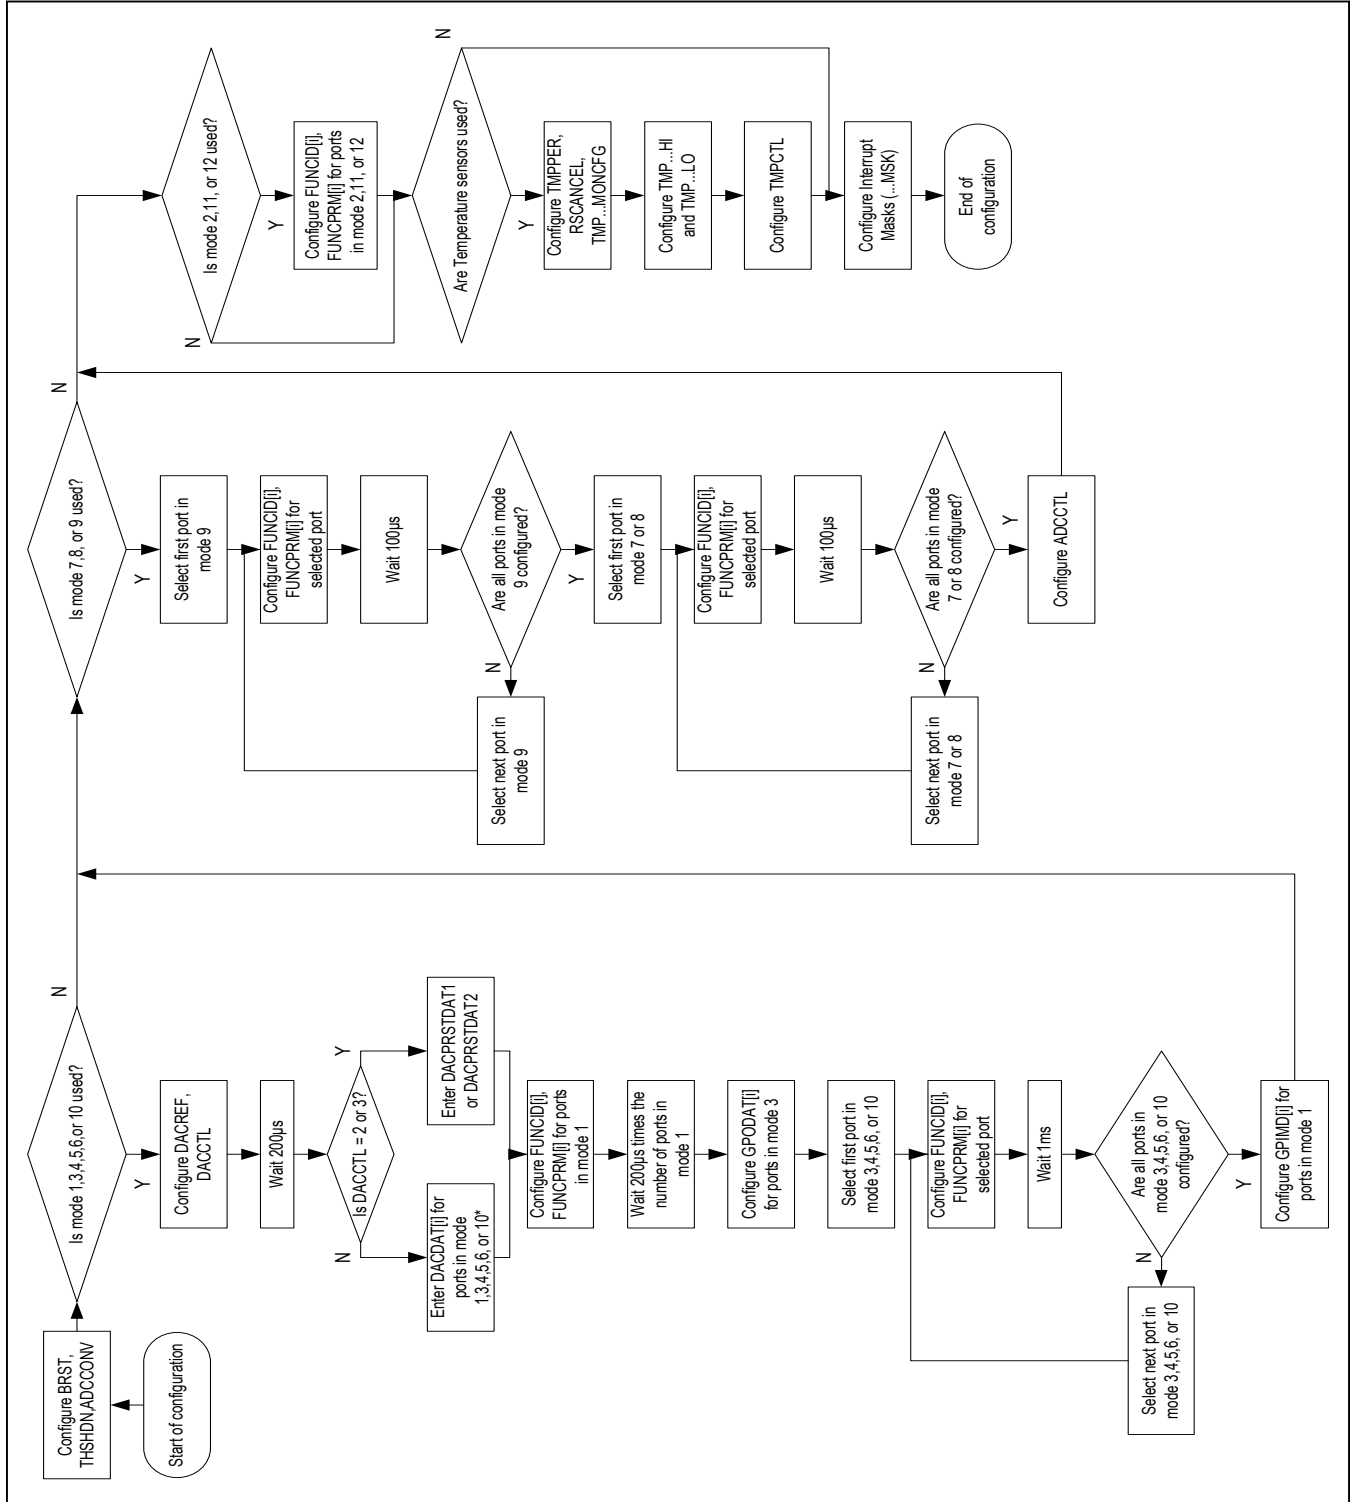 Start of configuration
Configure BRST,
THSHDN,ADCCONV
Is mode 1,3,4,5,6,or 10 used?
N
Y
Configure DACREF,
DACCTL
Wait 200µs
Is DACCTL = 2 or 3?
N
Y
Enter DACDAT[i] for
ports in mode
1,3,4,5,6, or 10*
Enter DACPRSTDAT1
or DACPRSTDAT2
Configure FUNCID[i],
FUNCPRM[i] for ports
in mode 1
Wait 200µs times the
number of ports in
mode 1
Configure GPODAT[i]
for ports in mode 3
Select first port in
mode 3,4,5,6, or 10
Configure FUNCID[i],
FUNCPRM[i] for
selected port
Wait 1ms
Are all ports in
mode 3,4,5,6, or 10
configured?
N
Y
Select next port in
mode 3,4,5,6, or 10
Configure GPIMD[i] for
ports in mode 1
Is mode 7,8, or 9 used?
N
Y
Select first port in
mode 9
Configure FUNCID[i],
FUNCPRM[i] for
selected port
Wait 100µs
Are all ports in mode
9 configured?
N
Y
Select next port in
mode 9
Select first port in
mode 7 or 8
Configure FUNCID[i],
FUNCPRM[i] for
selected port
Wait 100µs
Are all ports in mode
7 or 8 configured?
N
Y
Select next port in
mode 7 or 8
Configure ADCCTL
Is mode 2,11, or 12 used?
N
Y
Configure FUNCID[i],
FUNCPRM[i] for ports
in mode 2,11, or 12
Are Temperature sensors used?
N
Y
Configure TMPPER,
RSCANCEL,
TMP...MONCFG
Configure TMP...HI
and TMP...LO
Configure TMPCTL
Configure Interrupt
Masks (...MSK)
End of
configuration